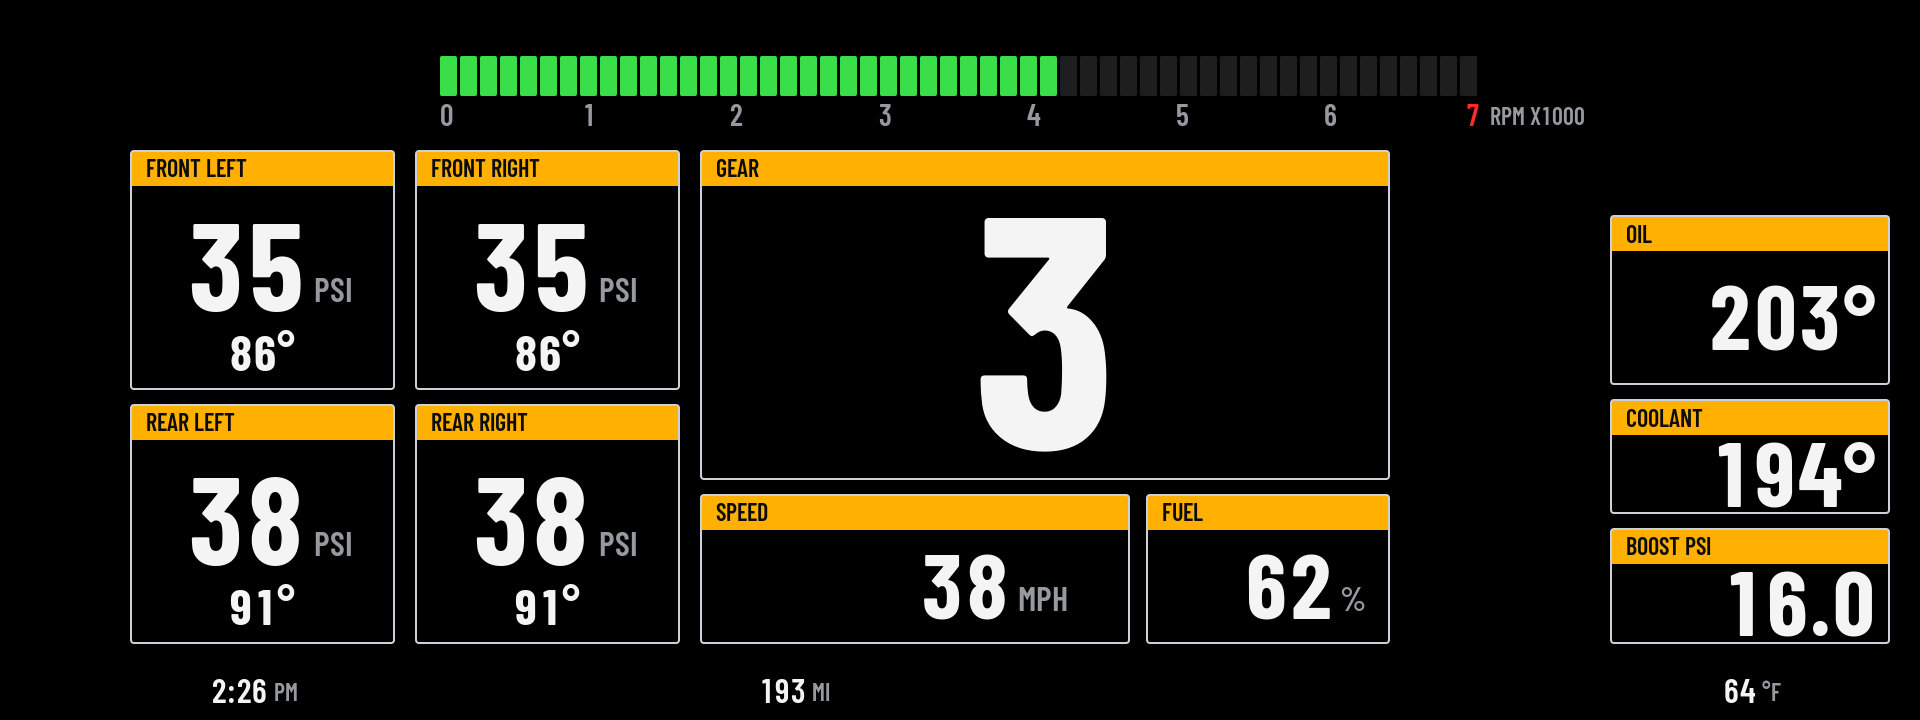 0 1 2 3 4 5 6 7 RPM X1000
FRONT LEFT
35 PSI
86°
FRONT RIGHT
35 PSI
86°
REAR LEFT
38 PSI
91°
REAR RIGHT
38 PSI
91°
GEAR
3
SPEED
38 MPH
FUEL
62 %
OIL
203°
COOLANT
194°
BOOST PSI
16.0
2:26 PM
193 MI
64 °F